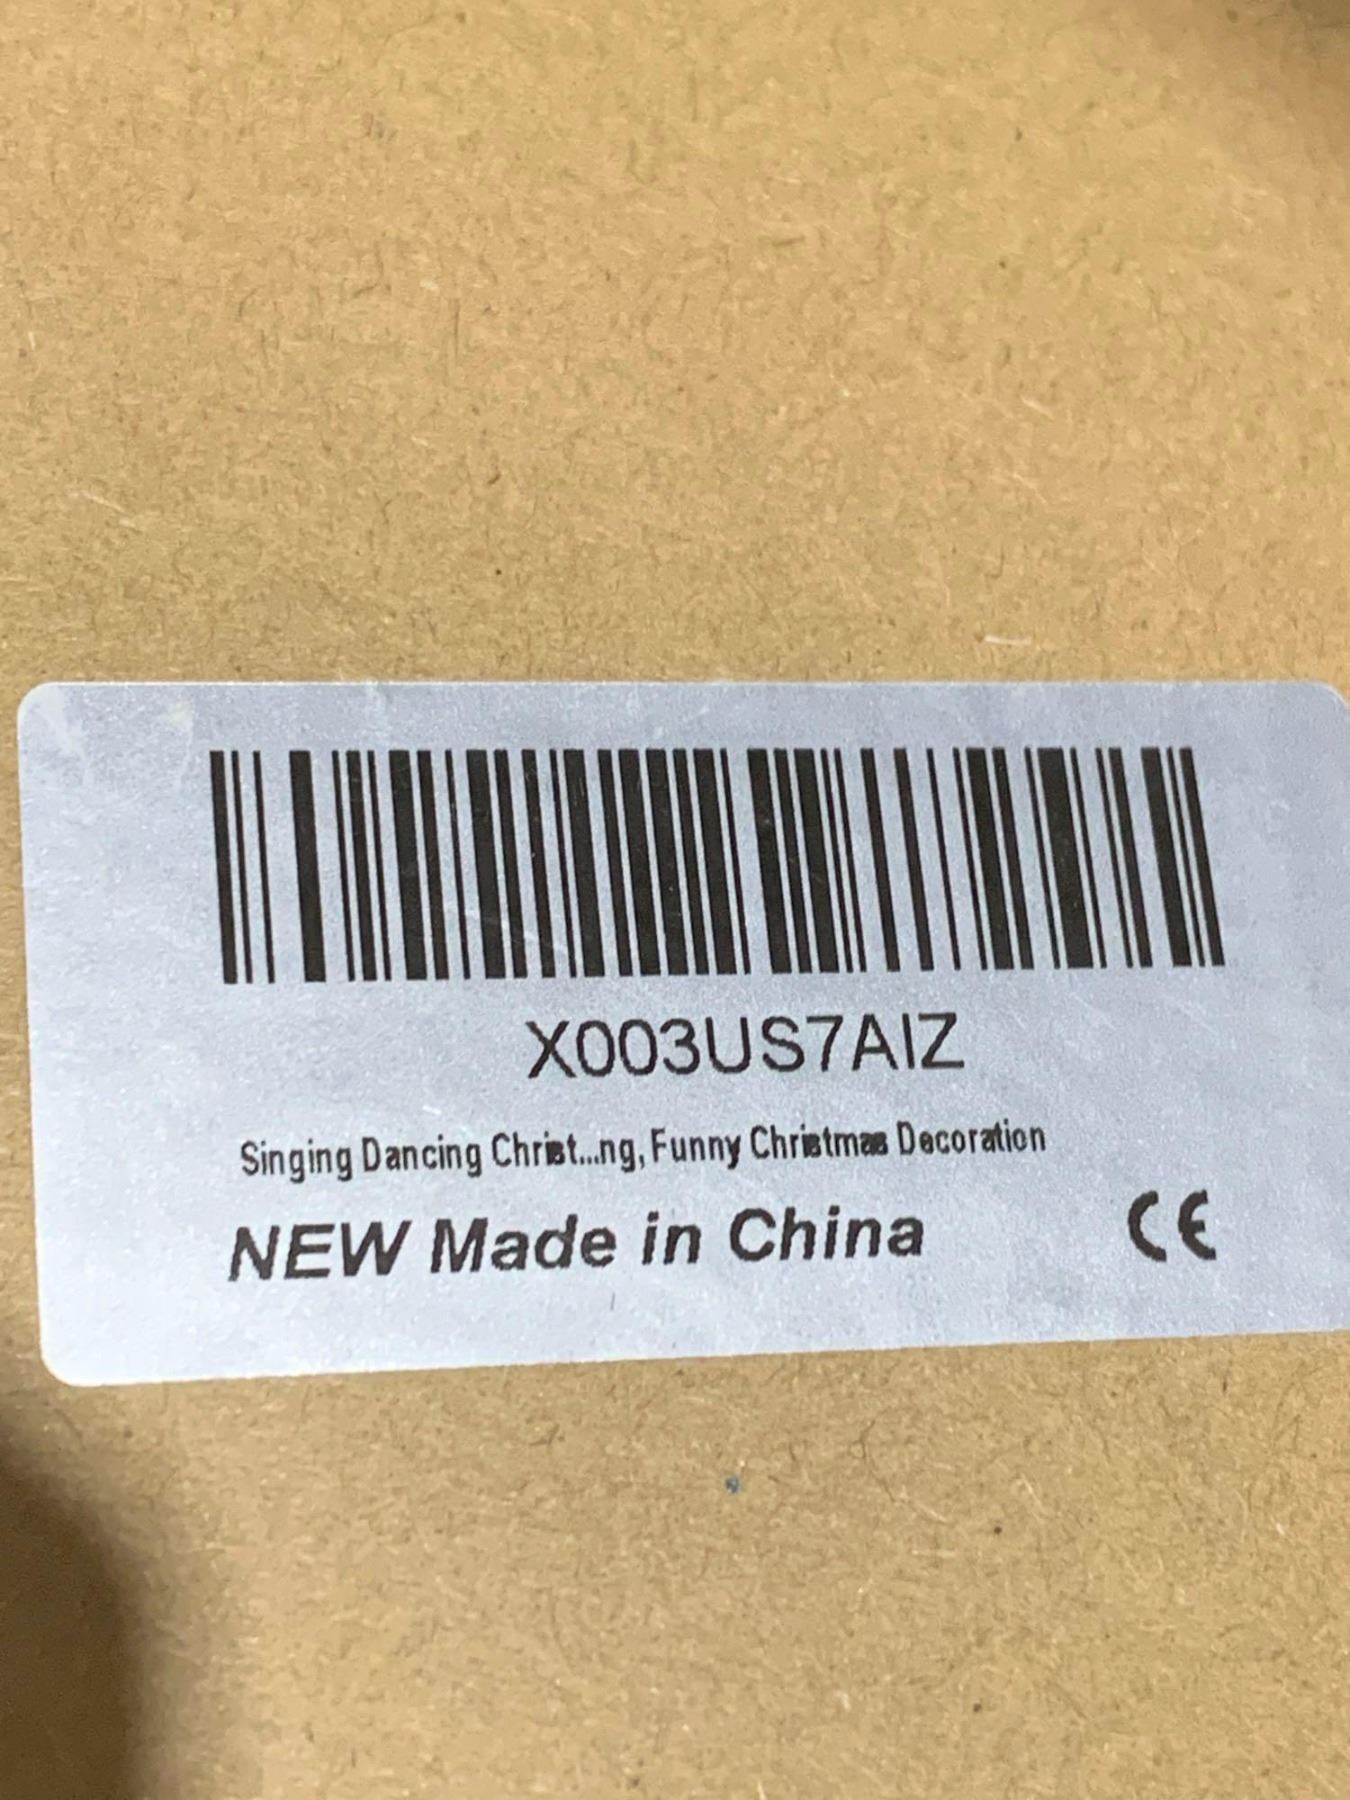 X003US7AIZ
Singing Dancing Christ...ng, Funny Christmas Decoration
NEW Made in China
CE